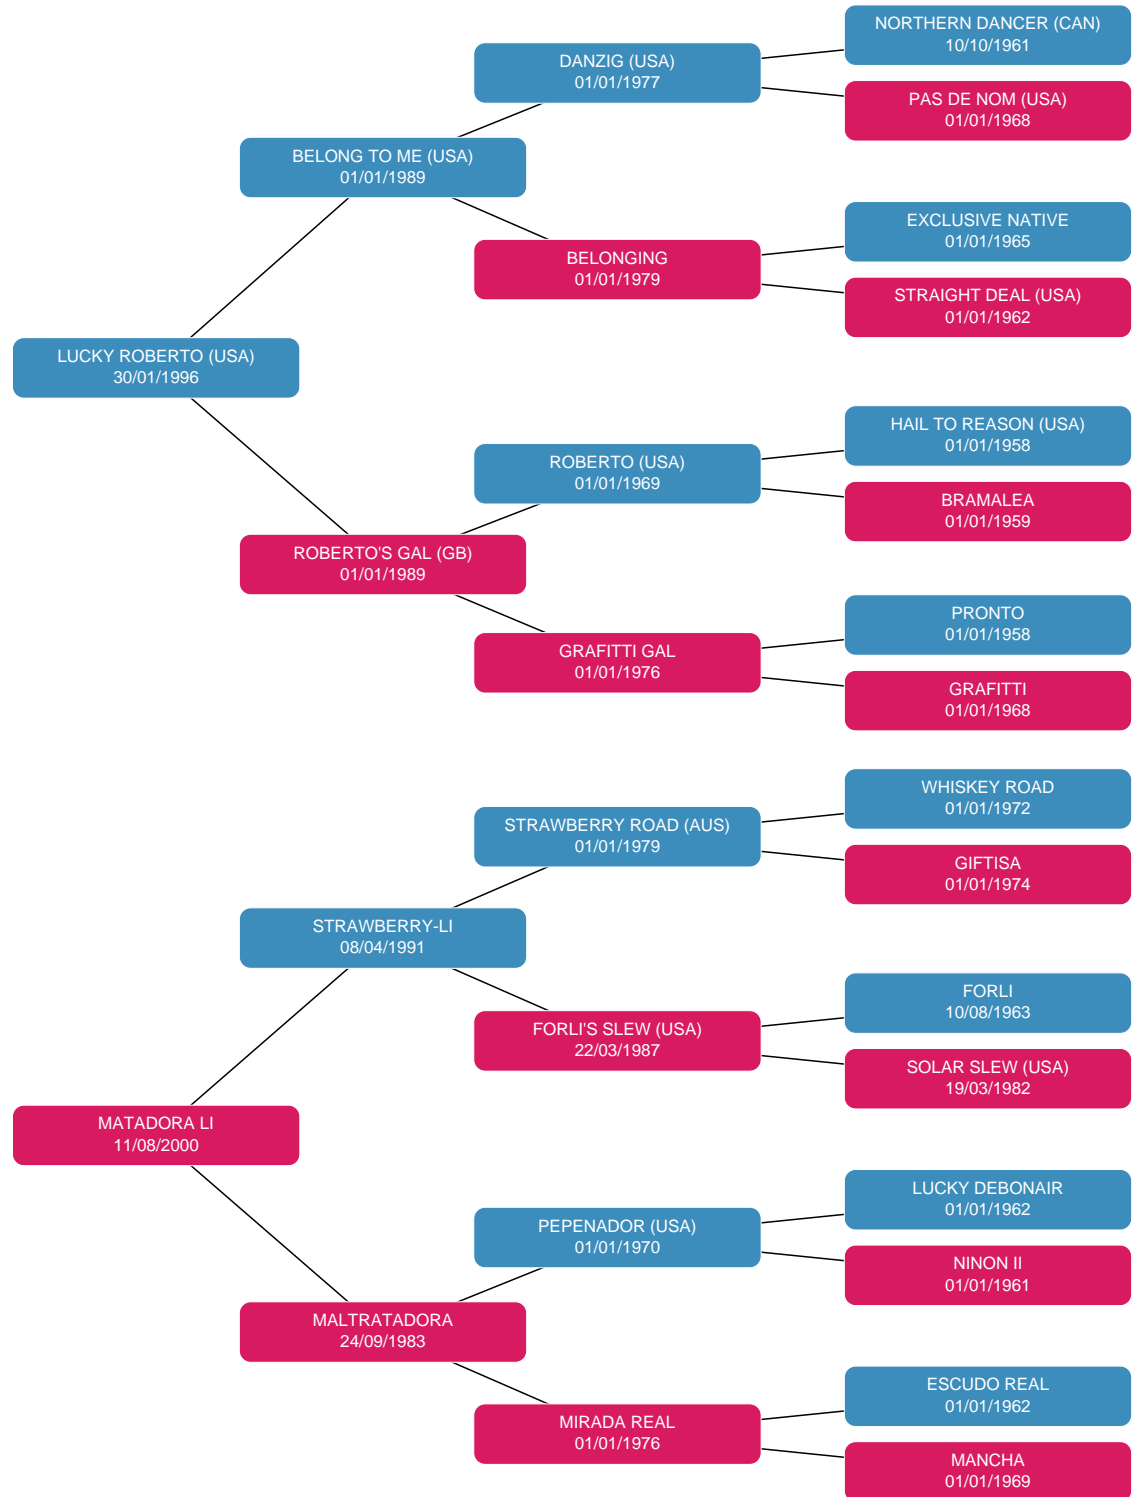 NORTHERN DANCER (CAN)
10/10/1961
DANZIG (USA)
01/01/1977
PAS DE NOM (USA)
01/01/1968
BELONG TO ME (USA)
01/01/1989
EXCLUSIVE NATIVE
01/01/1965
BELONGING
01/01/1979
STRAIGHT DEAL (USA)
01/01/1962
LUCKY ROBERTO (USA)
30/01/1996
HAIL TO REASON (USA)
01/01/1958
ROBERTO (USA)
01/01/1969
BRAMALEA
01/01/1959
ROBERTO'S GAL (GB)
01/01/1989
PRONTO
01/01/1958
GRAFITTI GAL
01/01/1976
GRAFITTI
01/01/1968
WHISKEY ROAD
01/01/1972
STRAWBERRY ROAD (AUS)
01/01/1979
GIFTISA
01/01/1974
STRAWBERRY-LI
08/04/1991
FORLI
10/08/1963
FORLI'S SLEW (USA)
22/03/1987
SOLAR SLEW (USA)
19/03/1982
MATADORA LI
11/08/2000
LUCKY DEBONAIR
01/01/1962
PEPENADOR (USA)
01/01/1970
NINON II
01/01/1961
MALTRATADORA
24/09/1983
ESCUDO REAL
01/01/1962
MIRADA REAL
01/01/1976
MANCHA
01/01/1969